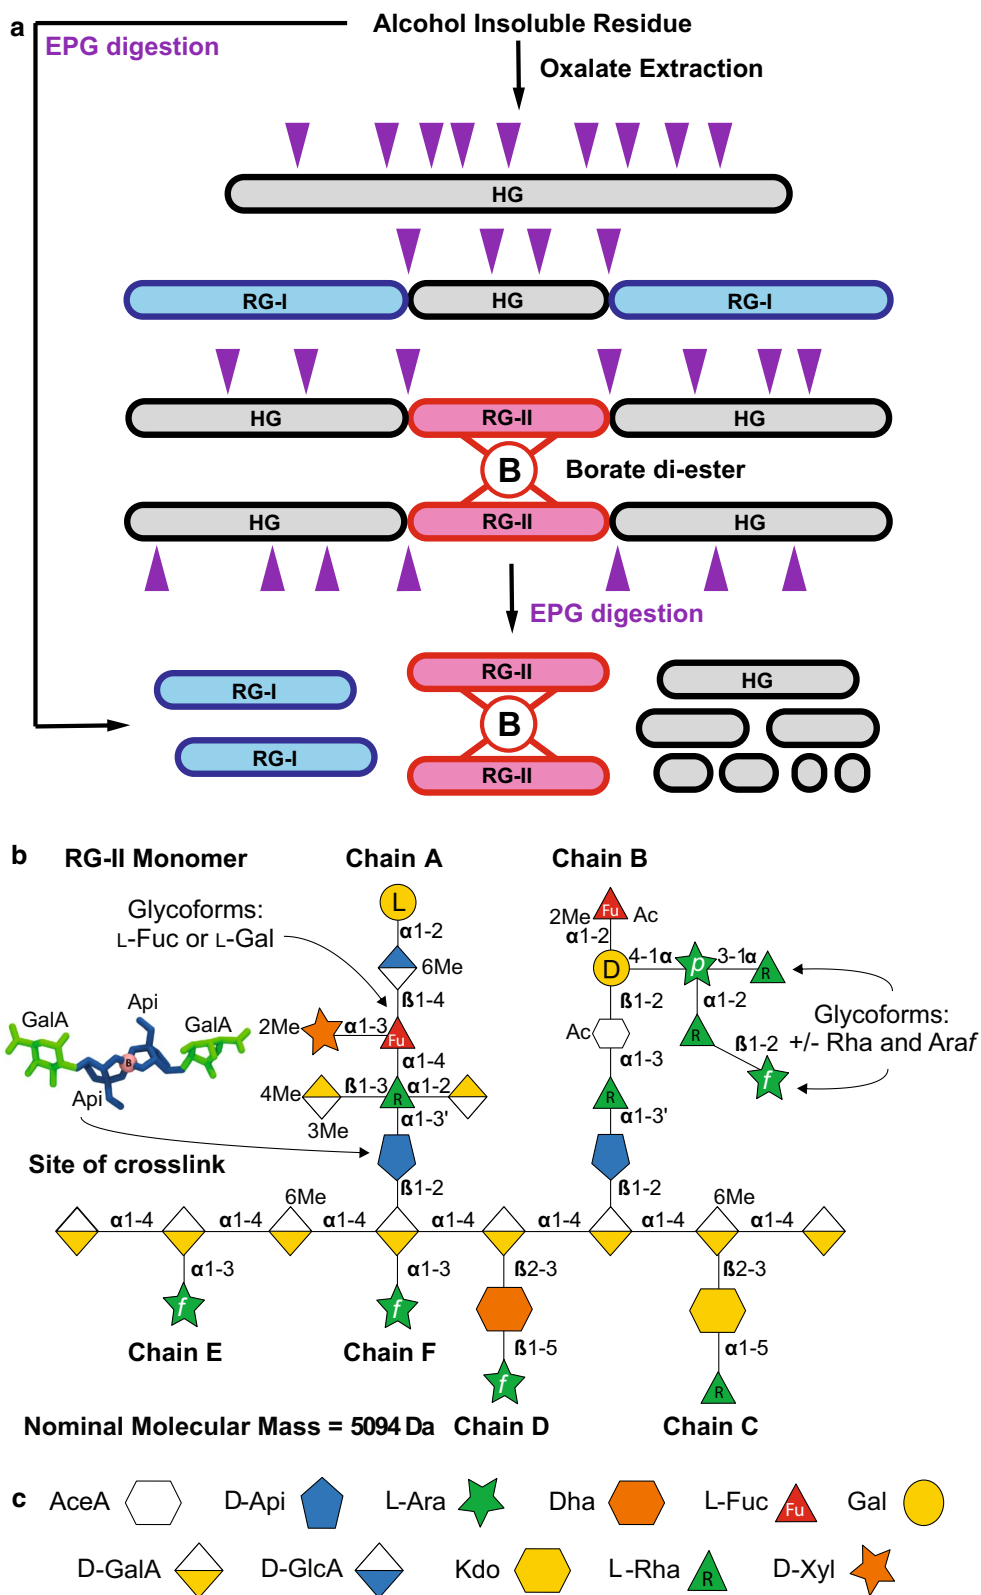 a
Alcohol Insoluble Residue
EPG digestion
Oxalate Extraction
HG
RG-I HG RG-I
HG RG-II HG
B Borate di-ester
HG RG-II HG
EPG digestion
RG-I RG-II HG
B
RG-I RG-II
b RG-II Monomer Chain A Chain B
Glycoforms:
L-Fuc or L-Gal
L
α1-2
6Me
ß1-4
2Me α1-3 Fu
α1-4
4Me ß1-3 R α1-2
3Me
α1-3'
ß1-2
GalA Api GalA
B
Api
Site of crosslink
2Me Fu Ac
α1-2
D 4-1α p 3-1α R
ß1-2 α1-2
Ac R
α1-3 ß1-2 f
R
α1-3'
ß1-2
Glycoforms:
+/- Rha and Araf
6Me 6Me
α1-4 α1-4 α1-4 α1-4 α1-4 α1-4 α1-4
α1-3 α1-3 ß2-3 ß2-3
f f
ß1-5 α1-5
Chain E Chain F
f R
Nominal Molecular Mass = 5094 Da Chain D Chain C
c AceA D-Api L-Ara Dha L-Fuc Fu Gal
D-GalA D-GlcA Kdo L-Rha R D-Xyl